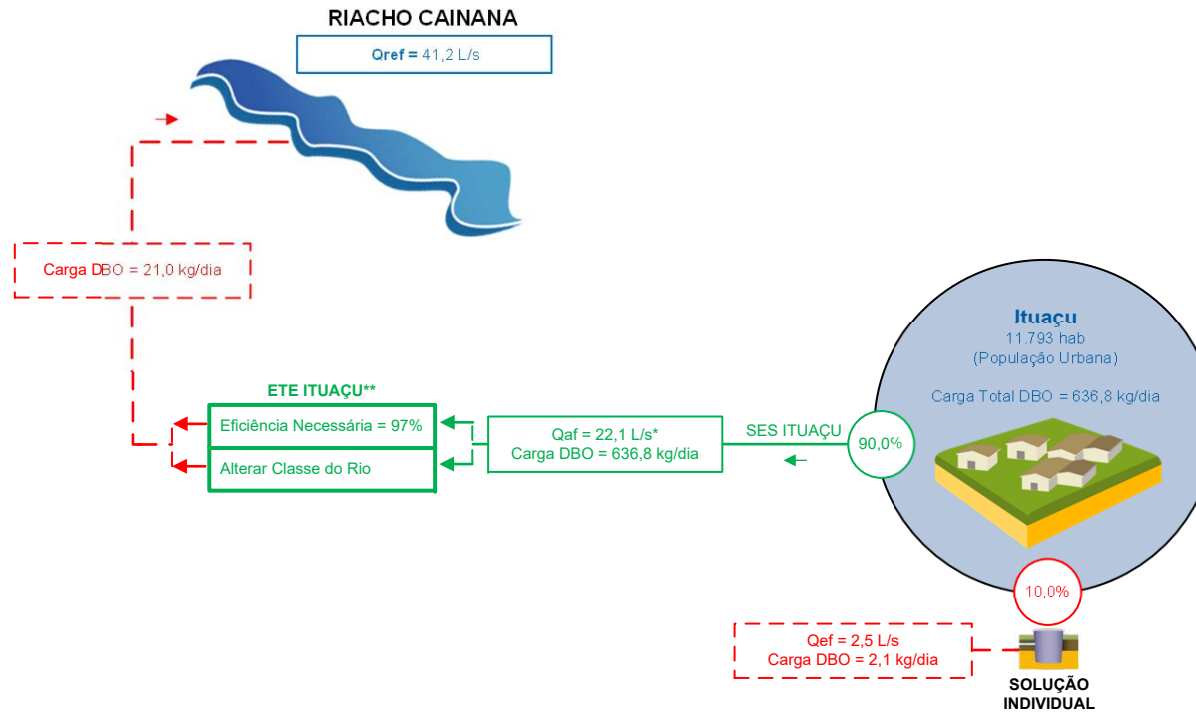 RIACHO CAINANA
Qref = 41,2 L/s
Carga DBO = 21,0 kg/dia
Ituaçu
11.793 hab
(População Urbana)
Carga Total DBO = 636,8 kg/dia
ETE ITUAÇU**
Eficiência Necessária = 97%
Alterar Classe do Rio
Qaf = 22,1 L/s*
Carga DBO = 636,8 kg/dia
SES ITUAÇU
90,0%
10,0%
Qef = 2,5 L/s
Carga DBO = 2,1 kg/dia
SOLUÇÃO
INDIVIDUAL